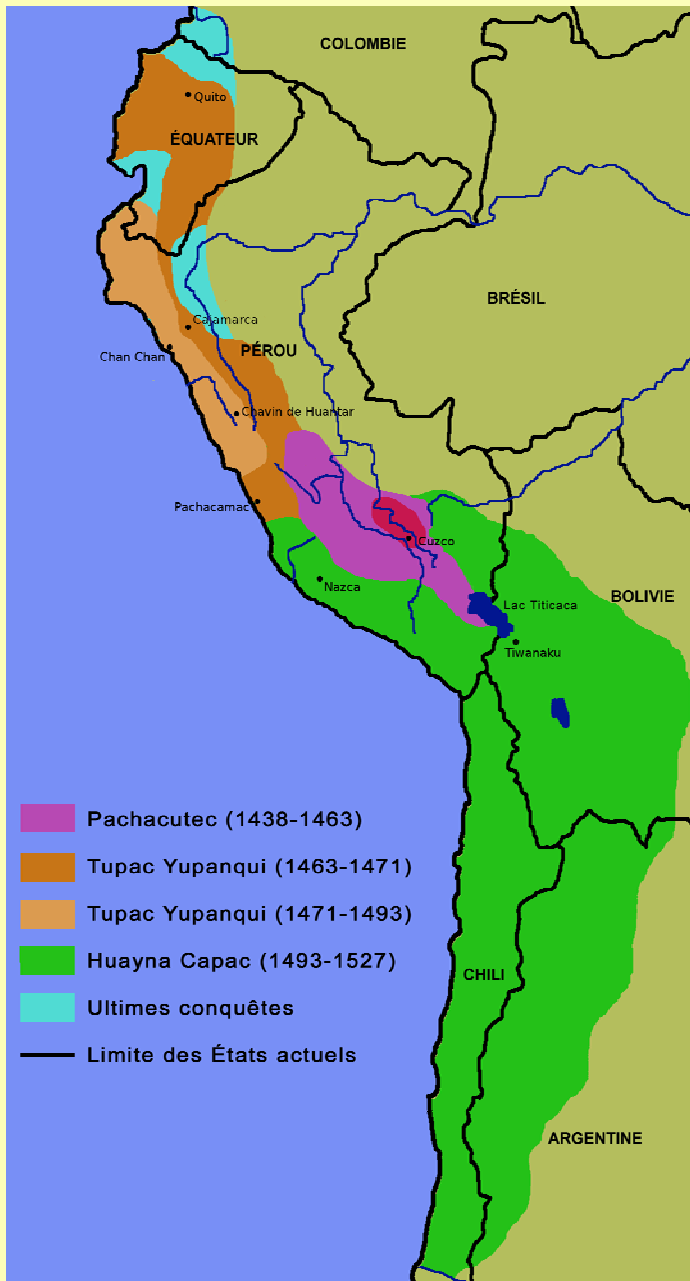 COLOMBIE
Quito
ÉQUATEUR
BRÉSIL
Cajamarca
PÉROU
Chan Chan
Chavin de Huantar
Pachacamac
Cuzco
Nazca
BOLIVIE
Lac Titicaca
Tiwanaku
Pachacutec (1438-1463)
Tupac Yupanqui (1463-1471)
Tupac Yupanqui (1471-1493)
Huayna Capac (1493-1527)
CHILI
Ultimes conquêtes
Limite des États actuels
ARGENTINE